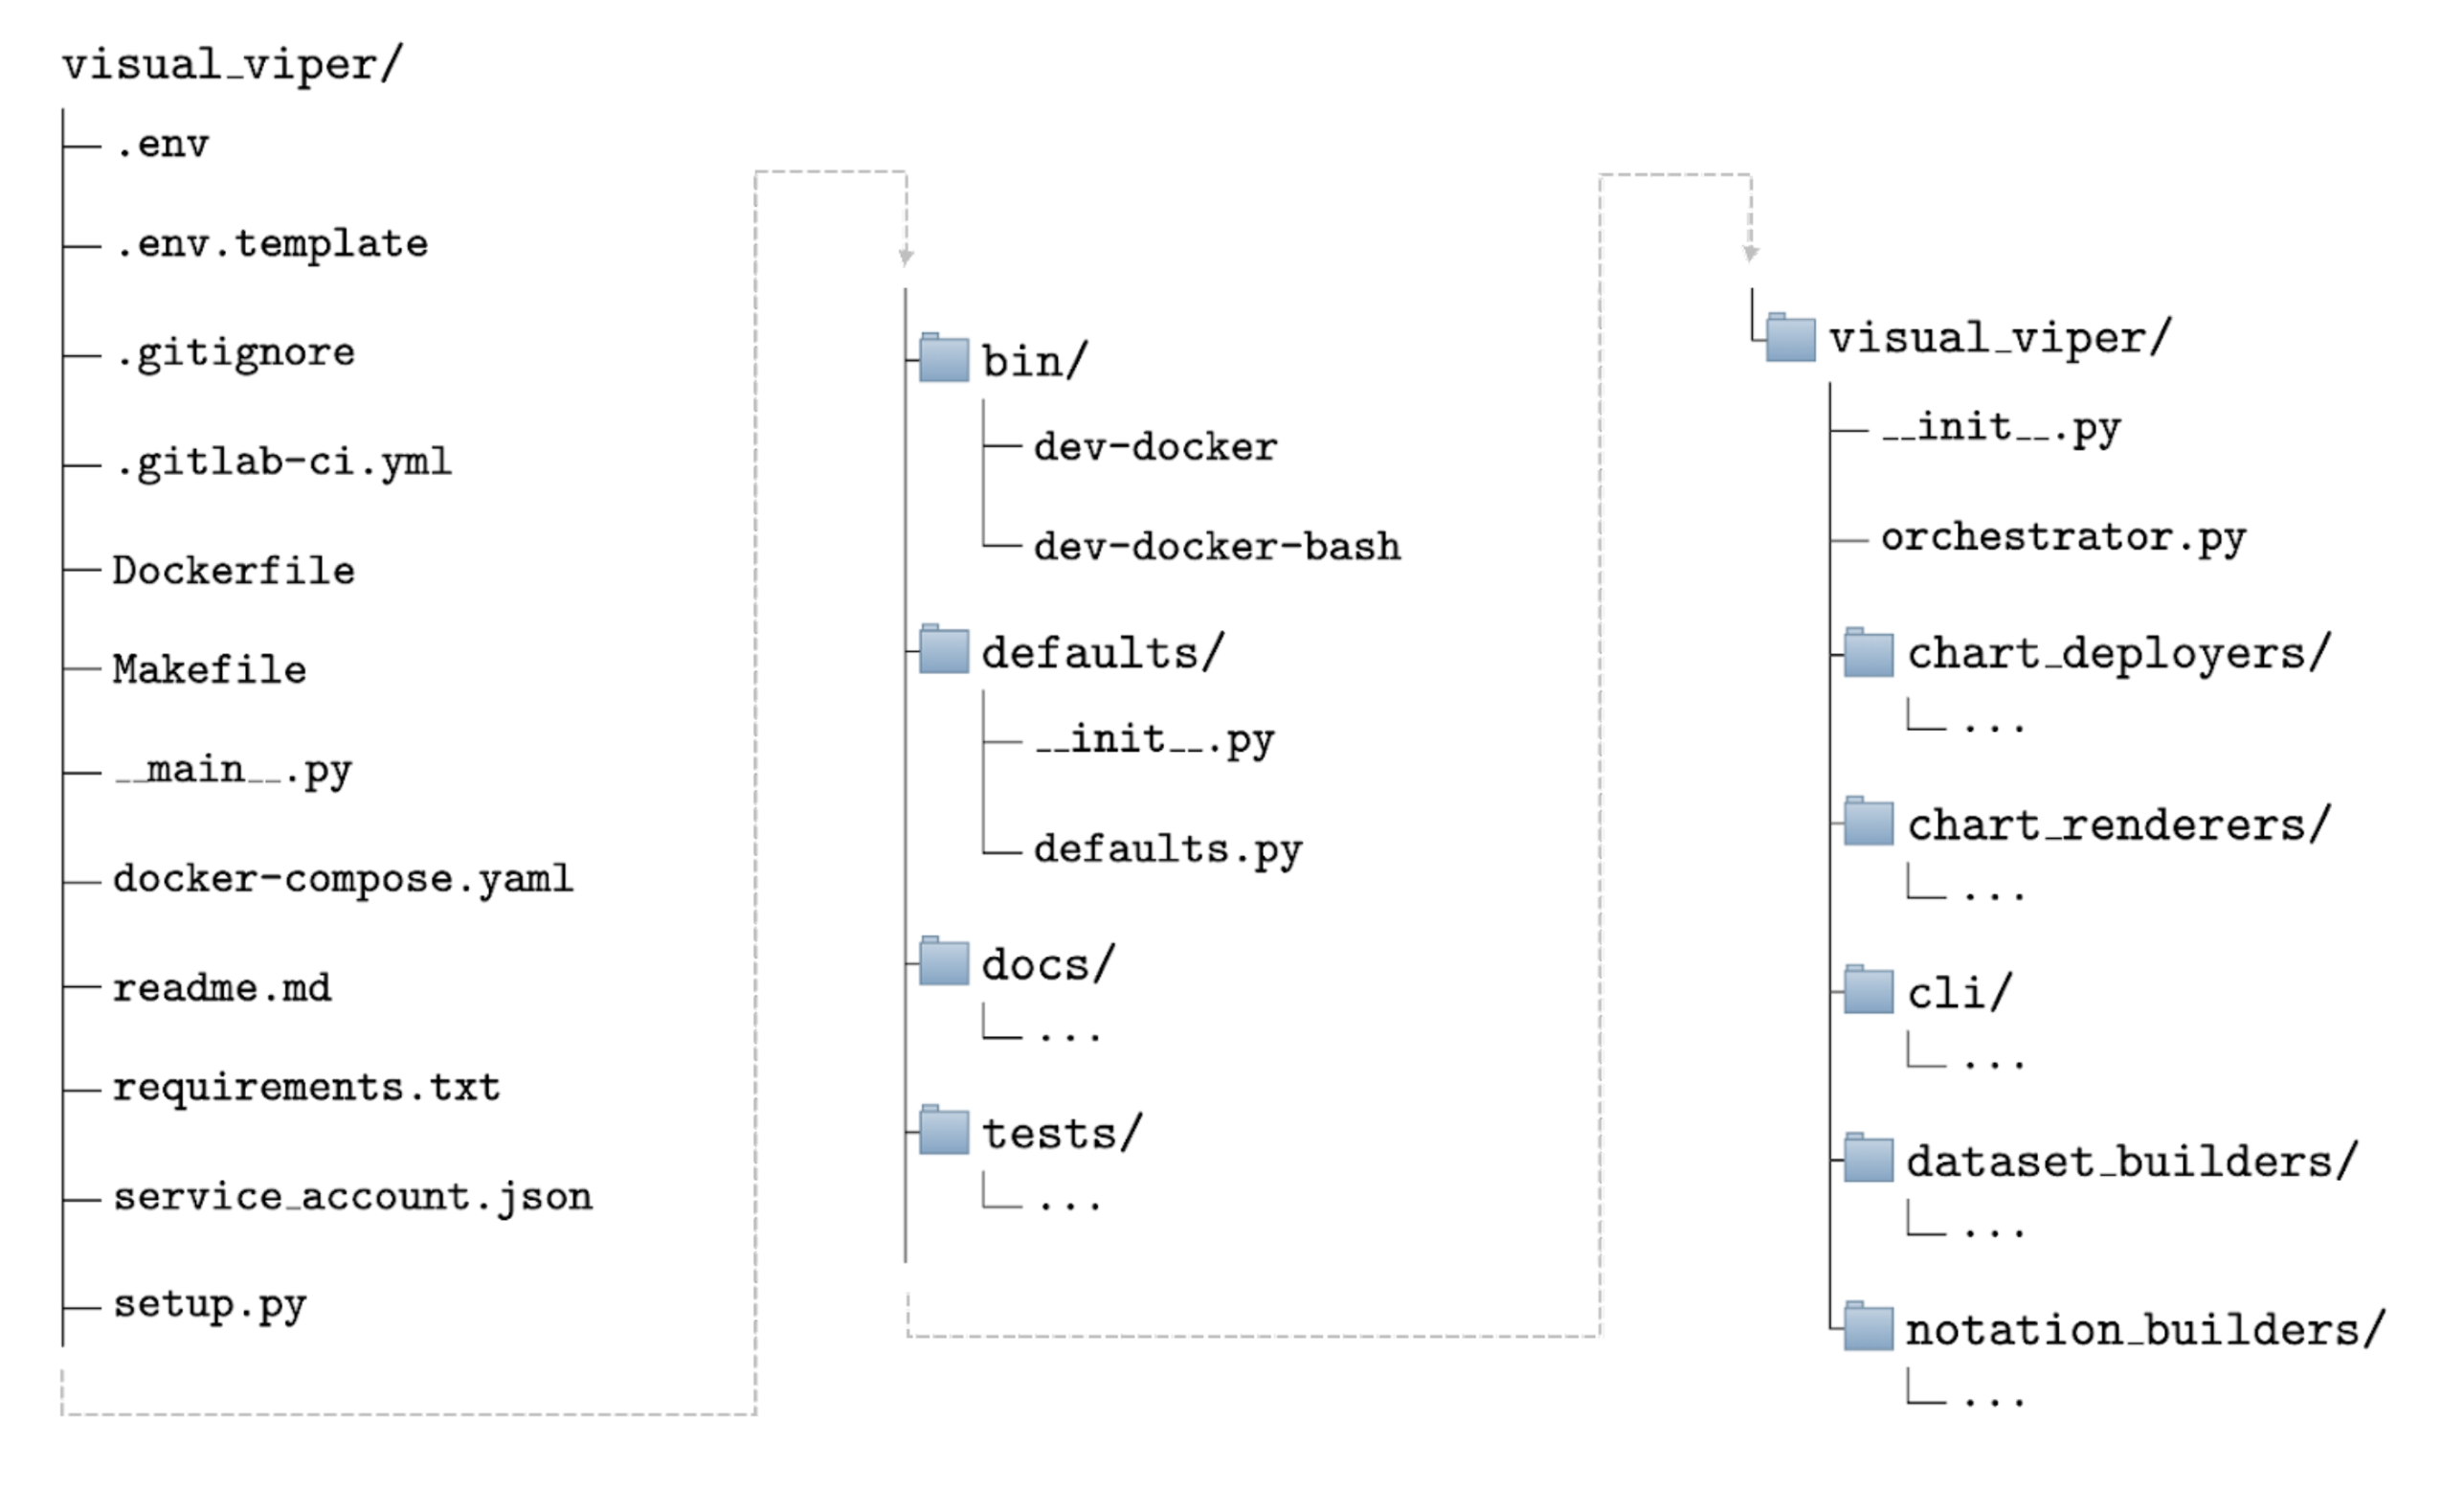 visual_viper/
.env
.env.template
.gitignore
.gitlab-ci.yml
Dockerfile
Makefile
__main__.py
docker-compose.yaml
readme.md
requirements.txt
service_account.json
setup.py
bin/
dev-docker
dev-docker-bash
defaults/
__init__.py
defaults.py
docs/
...
tests/
...
visual_viper/
__init__.py
orchestrator.py
chart_deployers/
...
chart_renderers/
...
cli/
...
dataset_builders/
...
notation_builders/
...